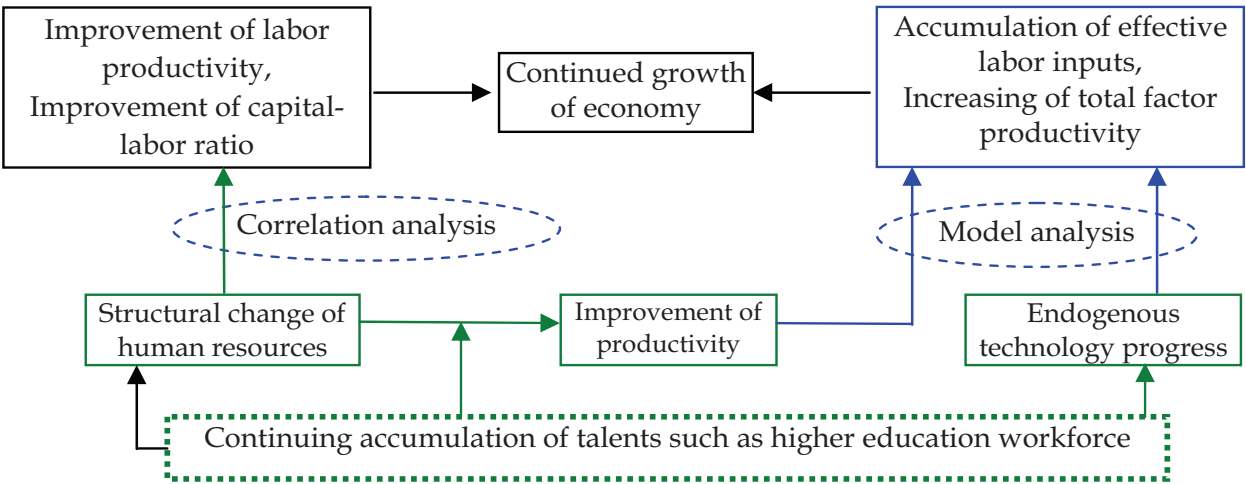 Improvement of labor
productivity,
Improvement of capital-
labor ratio
Continued growth
of economy
Accumulation of effective
labor inputs,
Increasing of total factor
productivity
Correlation analysis
Model analysis
Structural change of
human resources
Improvement of
productivity
Endogenous
technology progress
Continuing accumulation of talents such as higher education workforce